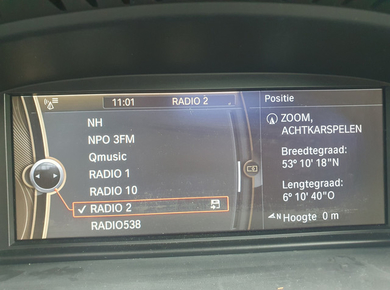 11:01 RADIO 2
NH
NPO 3FM
Qmusic
RADIO 1
RADIO 10
RADIO 2
RADIO538
Positie
ZOOM,
ACHTKARSPELEN
Breedtegraad:
53° 10' 18"N
Lengtegraad:
6° 10' 40"O
Hoogte 0 m